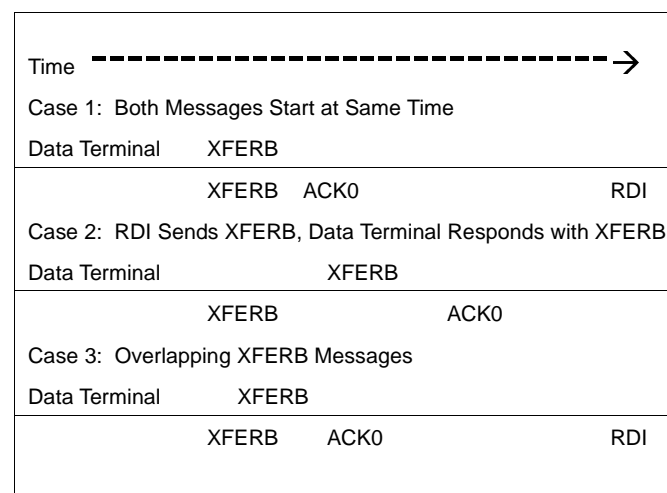 Time
Case 1: Both Messages Start at Same Time
Data Terminal XFERB
XFERB ACK0 RDI
Case 2: RDI Sends XFERB, Data Terminal Responds with XFERB
Data Terminal XFERB
XFERB ACK0
Case 3: Overlapping XFERB Messages
Data Terminal XFERB
XFERB ACK0 RDI